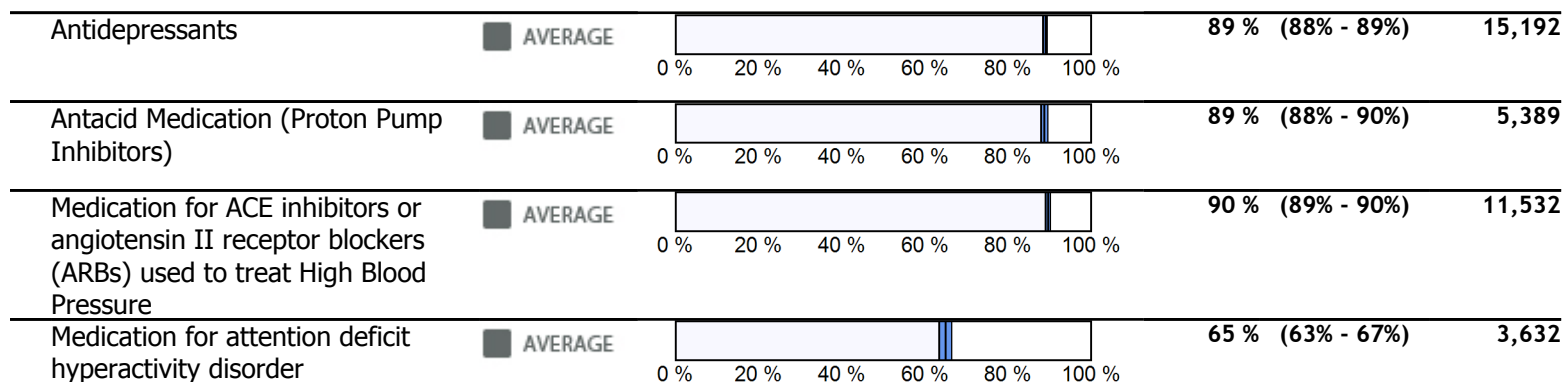 Antidepressants AVERAGE 89 % (88% - 89%) 15,192
0 % 20 % 40 % 60 % 80 % 100 %
Antacid Medication (Proton Pump AVERAGE 89 % (88% - 90%) 5,389
Inhibitors)
0 % 20 % 40 % 60 % 80 % 100 %
Medication for ACE inhibitors or AVERAGE 90 % (89% - 90%) 11,532
angiotensin II receptor blockers
0 % 20 % 40 % 60 % 80 % 100 %
(ARBs) used to treat High Blood
Pressure
Medication for attention deficit AVERAGE 65 % (63% - 67%) 3,632
hyperactivity disorder
0 % 20 % 40 % 60 % 80 % 100 %